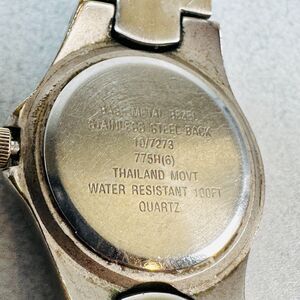 BASE METAL BEZEL
STAINLESS STEEL BACK
10/7273
775H(6)
THAILAND MOVT
WATER RESISTANT 100FT
QUARTZ